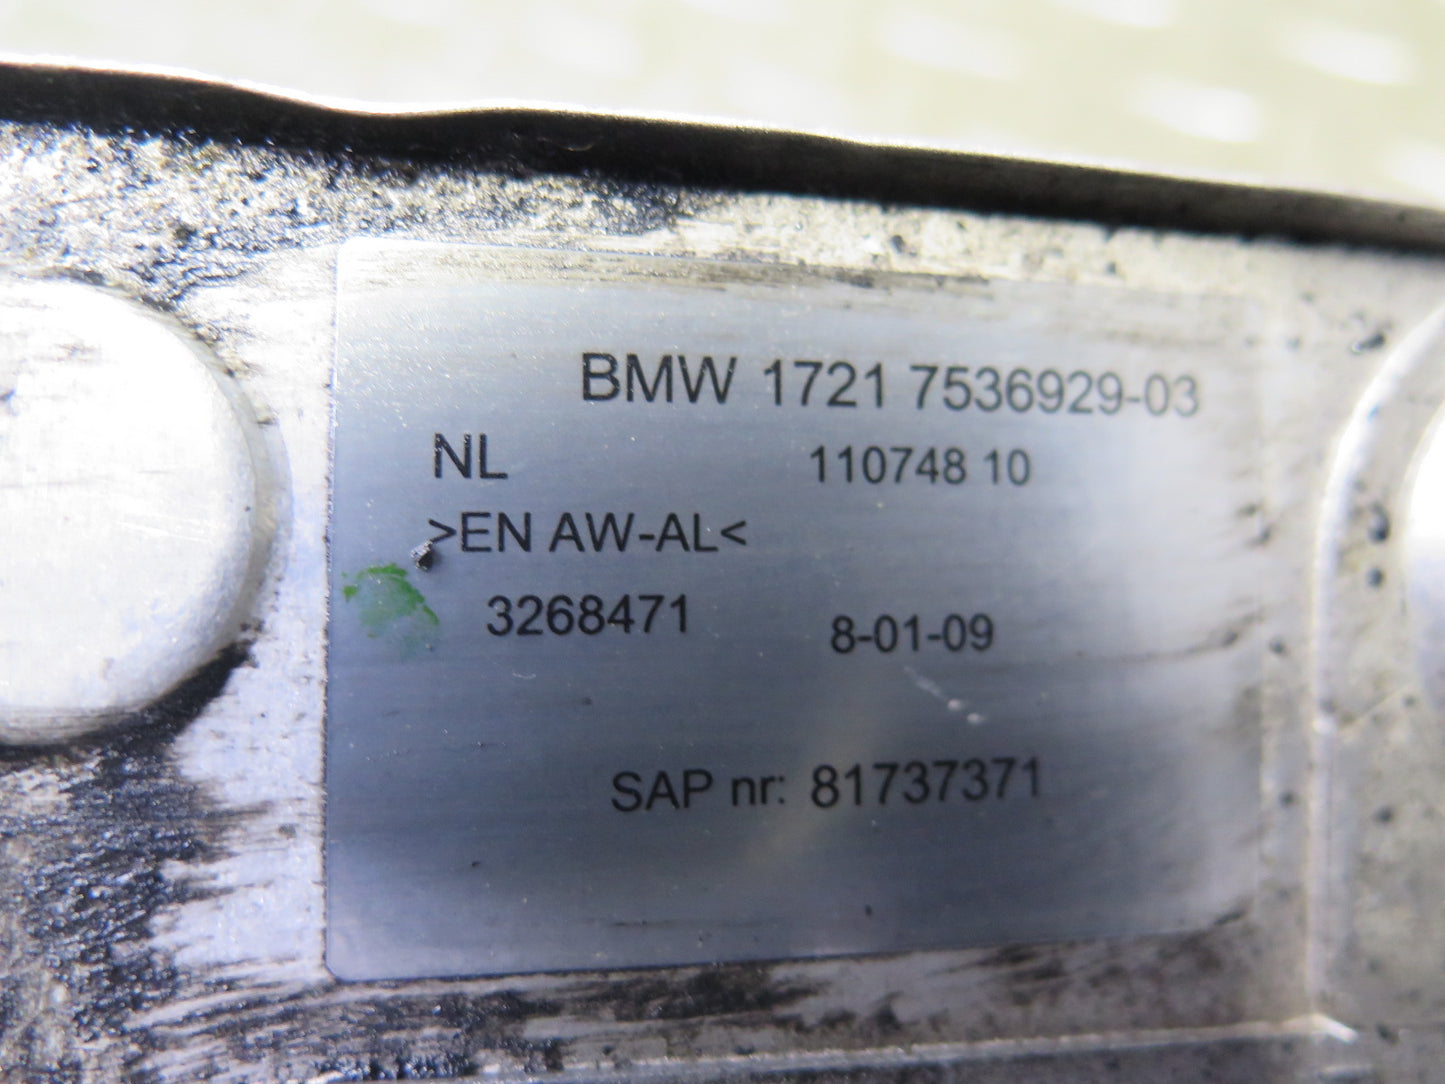 BMW 1721 7536929-03
NL 110748 10
>EN AW-AL<
3268471 8-01-09
SAP nr: 81737371